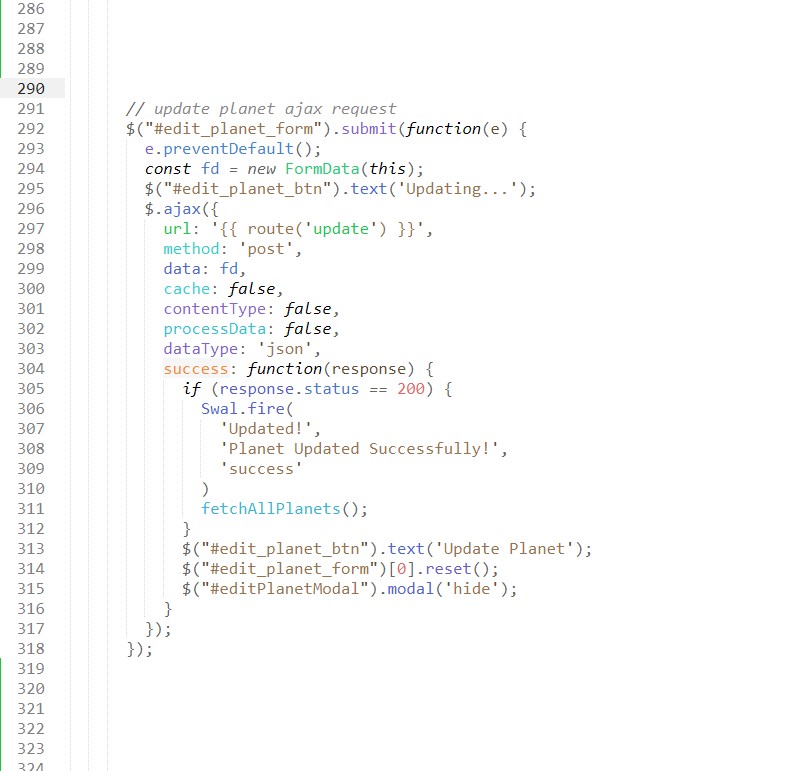 286
287
288
289
290
291 // update planet ajax request
292 $("#edit_planet_form").submit(function(e) {
293 e.preventDefault();
294 const fd = new FormData(this);
295 $("#edit_planet_btn").text('Updating...');
296 $.ajax({
297 url: '{{ route('update') }}',
298 method: 'post',
299 data: fd,
300 cache: false,
301 contentType: false,
302 processData: false,
303 dataType: 'json',
304 success: function(response) {
305 if (response.status == 200) {
306 Swal.fire(
307 'Updated!',
308 'Planet Updated Successfully!',
309 'success'
310 )
311 fetchAllPlanets();
312 }
313 $("#edit_planet_btn").text('Update Planet');
314 $("#edit_planet_form")[0].reset();
315 $("#editPlanetModal").modal('hide');
316 }
317 });
318 });
319
320
321
322
323
324